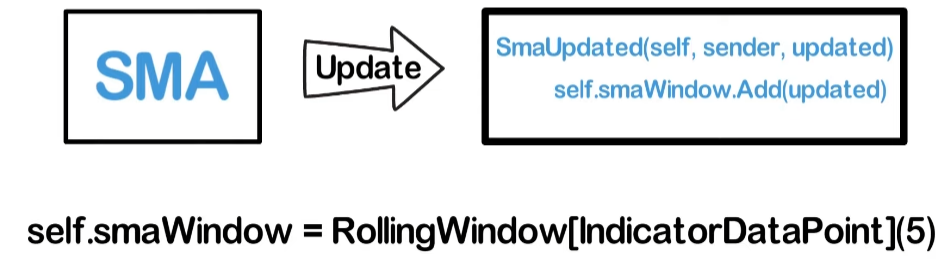 SMA
Update
SmaUpdated(self, sender, updated)
self.smaWindow.Add(updated)
self.smaWindow = RollingWindow[IndicatorDataPoint](5)